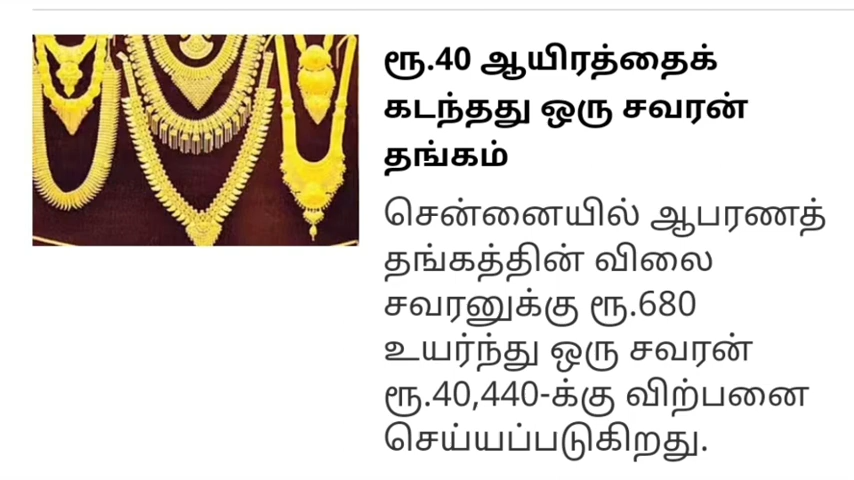 ரூ.40 ஆயிரத்தைக்
கடந்தது ஒரு சவரன்
தங்கம்
சென்னையில் ஆபரணத்
தங்கத்தின் விலை
சவரனுக்கு ரூ.680
உயர்ந்து ஒரு சவரன்
ரூ.40,440-க்கு விற்பனை
செய்யப்படுகிறது.